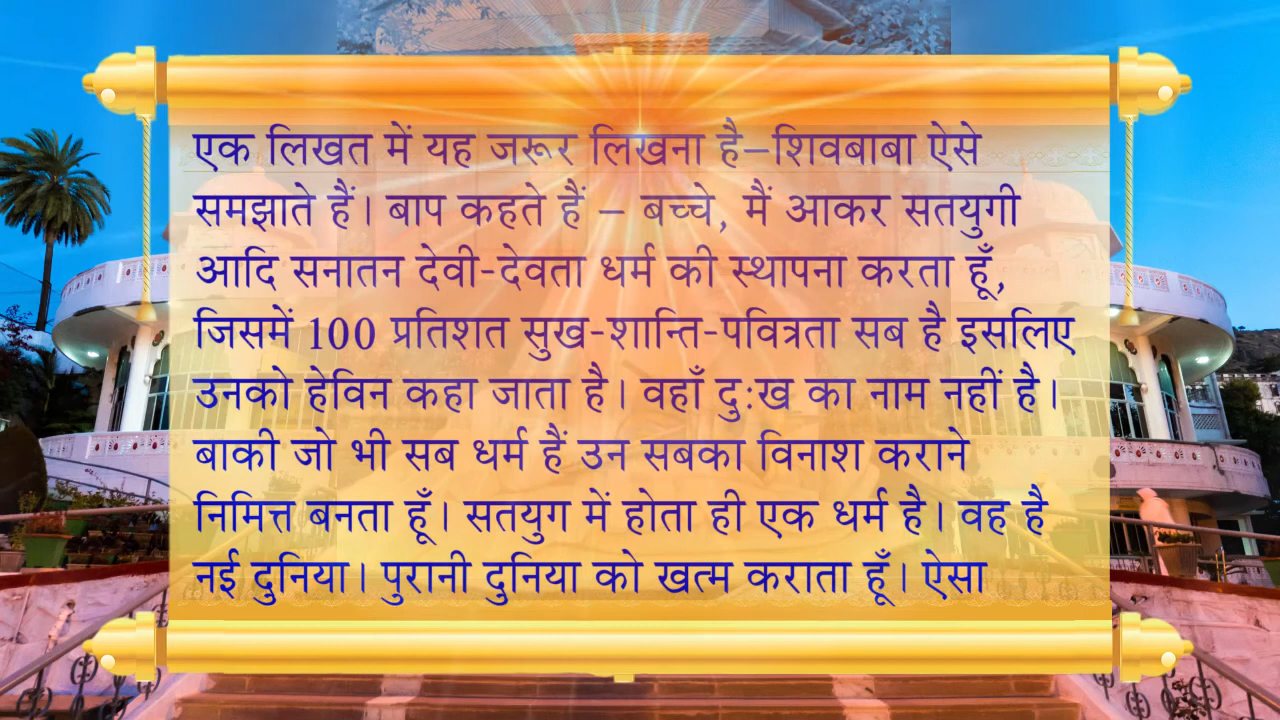 एक लिखत में यह जरूर लिखना है–शिवबाबा ऐसे
समझाते हैं। बाप कहते हैं – बच्चे, मैं आकर सतयुगी
आदि सनातन देवी-देवता धर्म की स्थापना करता हूँ,
जिसमें 100 प्रतिशत सुख-शान्ति-पवित्रता सब है इसलिए
उनको हेविन कहा जाता है। वहाँ दुःख का नाम नहीं है।
बाकी जो भी सब धर्म हैं उन सबका विनाश कराने
निमित्त बनता हूँ। सतयुग में होता ही एक धर्म है। वह है
नई दुनिया। पुरानी दुनिया को खत्म कराता हूँ। ऐसा